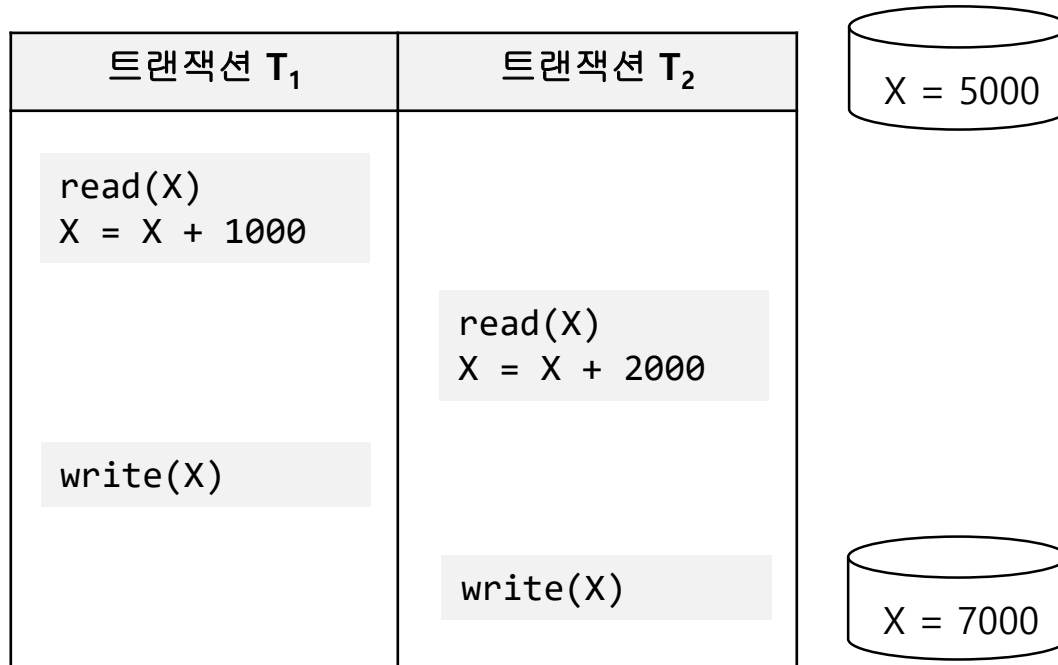 트랜잭션 T1
트랜잭션 T2
X = 5000
read(X)
X = X + 1000
read(X)
X = X + 2000
write(X)
write(X)
X = 7000